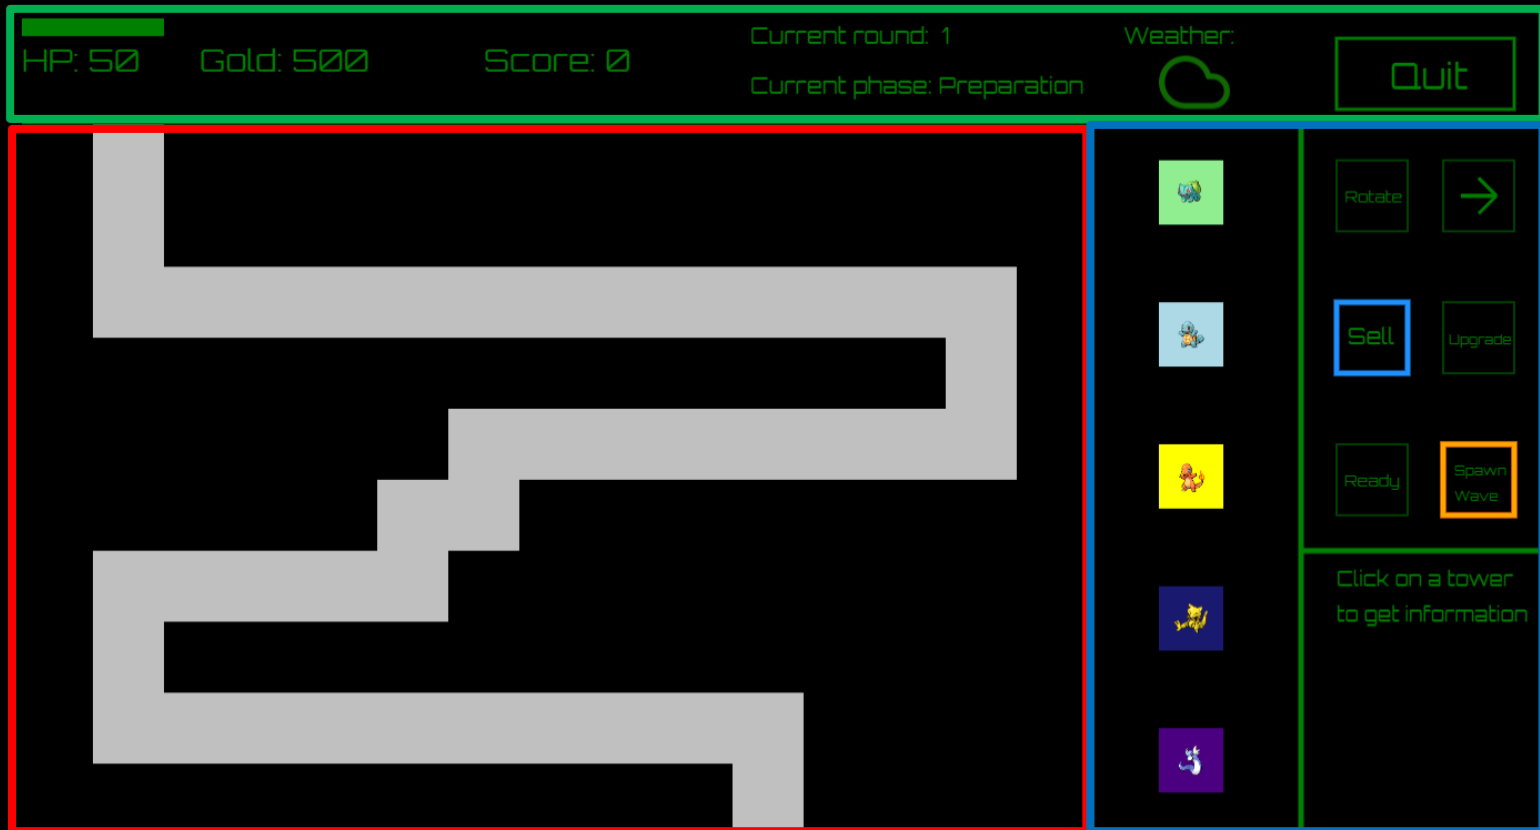 HP: 50
Gold: 500
Score: 0
Current round: 1
Current phase: Preparation
Weather:
Quit
Rotate
Sell
Upgrade
Ready
Spawn
Wave
Click on a tower
to get information